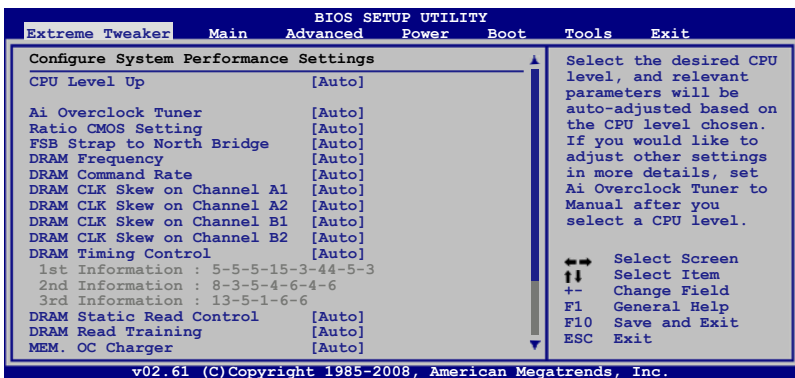 BIOS SETUP UTILITY
Extreme Tweaker Main Advanced Power Boot Tools Exit
Configure System Performance Settings
CPU Level Up [Auto]
Ai Overclock Tuner [Auto]
Ratio CMOS Setting [Auto]
FSB Strap to North Bridge [Auto]
DRAM Frequency [Auto]
DRAM Command Rate [Auto]
DRAM CLK Skew on Channel A1 [Auto]
DRAM CLK Skew on Channel A2 [Auto]
DRAM CLK Skew on Channel B1 [Auto]
DRAM CLK Skew on Channel B2 [Auto]
DRAM Timing Control [Auto]
1st Information : 5-5-5-15-3-44-5-3
2nd Information : 8-3-5-4-6-4-6
3rd Information : 13-5-1-6-6
DRAM Static Read Control [Auto]
DRAM Read Training [Auto]
MEM. OC Charger [Auto]
Select the desired CPU
level, and relevant
parameters will be
auto-adjusted based on
the CPU level chosen.
If you would like to
adjust other settings
in more details, set
Ai Overclock Tuner to
Manual after you
select a CPU level.
←→ Select Screen
↑↓ Select Item
+- Change Field
F1 General Help
F10 Save and Exit
ESC Exit
v02.61 (C)Copyright 1985-2008, American Megatrends, Inc.